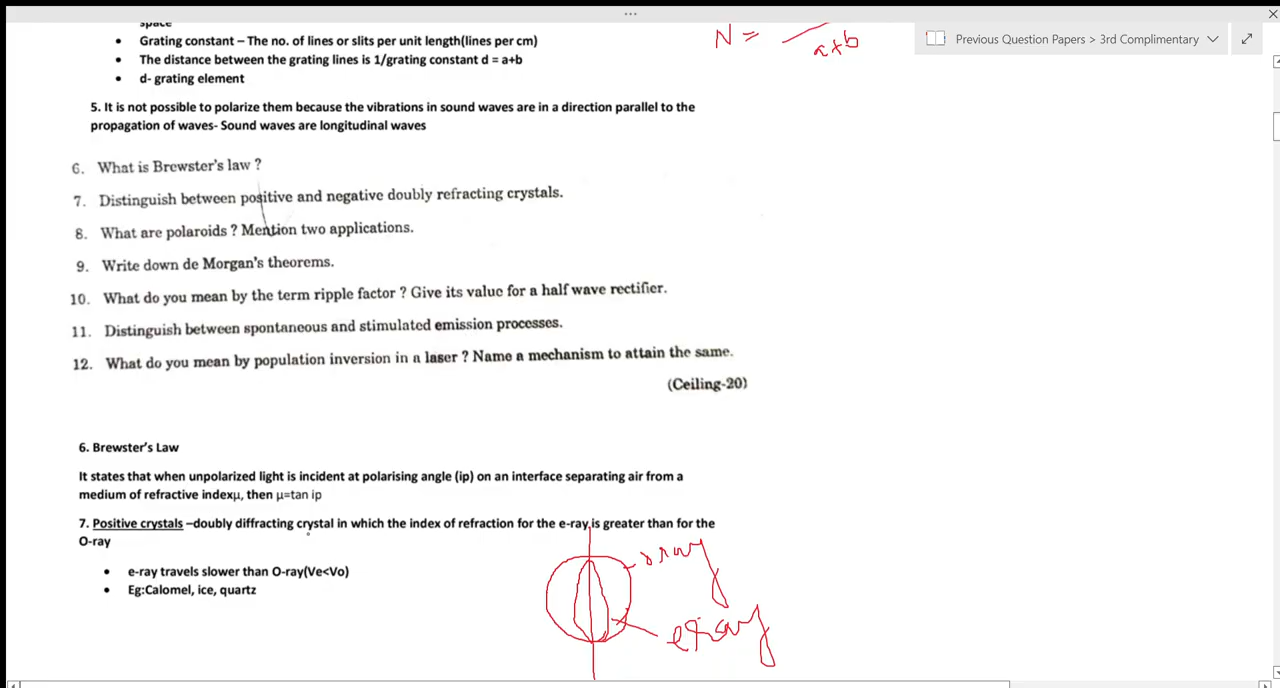 space
• Grating constant – The no. of lines or slits per unit length(lines per cm)
• The distance between the grating lines is 1/grating constant d = a+b
• d- grating element
N =
a+b
Previous Question Papers > 3rd Complimentary
5. It is not possible to polarize them because the vibrations in sound waves are in a direction parallel to the
propagation of waves- Sound waves are longitudinal waves
6. What is Brewster's law ?
7. Distinguish between positive and negative doubly refracting crystals.
8. What are polaroids ? Mention two applications.
9. Write down de Morgan's theorems.
10. What do you mean by the term ripple factor ? Give its value for a half wave rectifier.
11. Distinguish between spontaneous and stimulated emission processes.
12. What do you mean by population inversion in a laser ? Name a mechanism to attain the same.
(Ceiling-20)
6. Brewster's Law
It states that when unpolarized light is incident at polarising angle (ip) on an interface separating air from a
medium of refractive indexμ, then μ=tan ip
7. Positive crystals –doubly diffracting crystal in which the index of refraction for the e-ray is greater than for the
O-ray
• e-ray travels slower than O-ray(Ve<Vo)
• Eg:Calomel, ice, quartz
o ray
e-ray